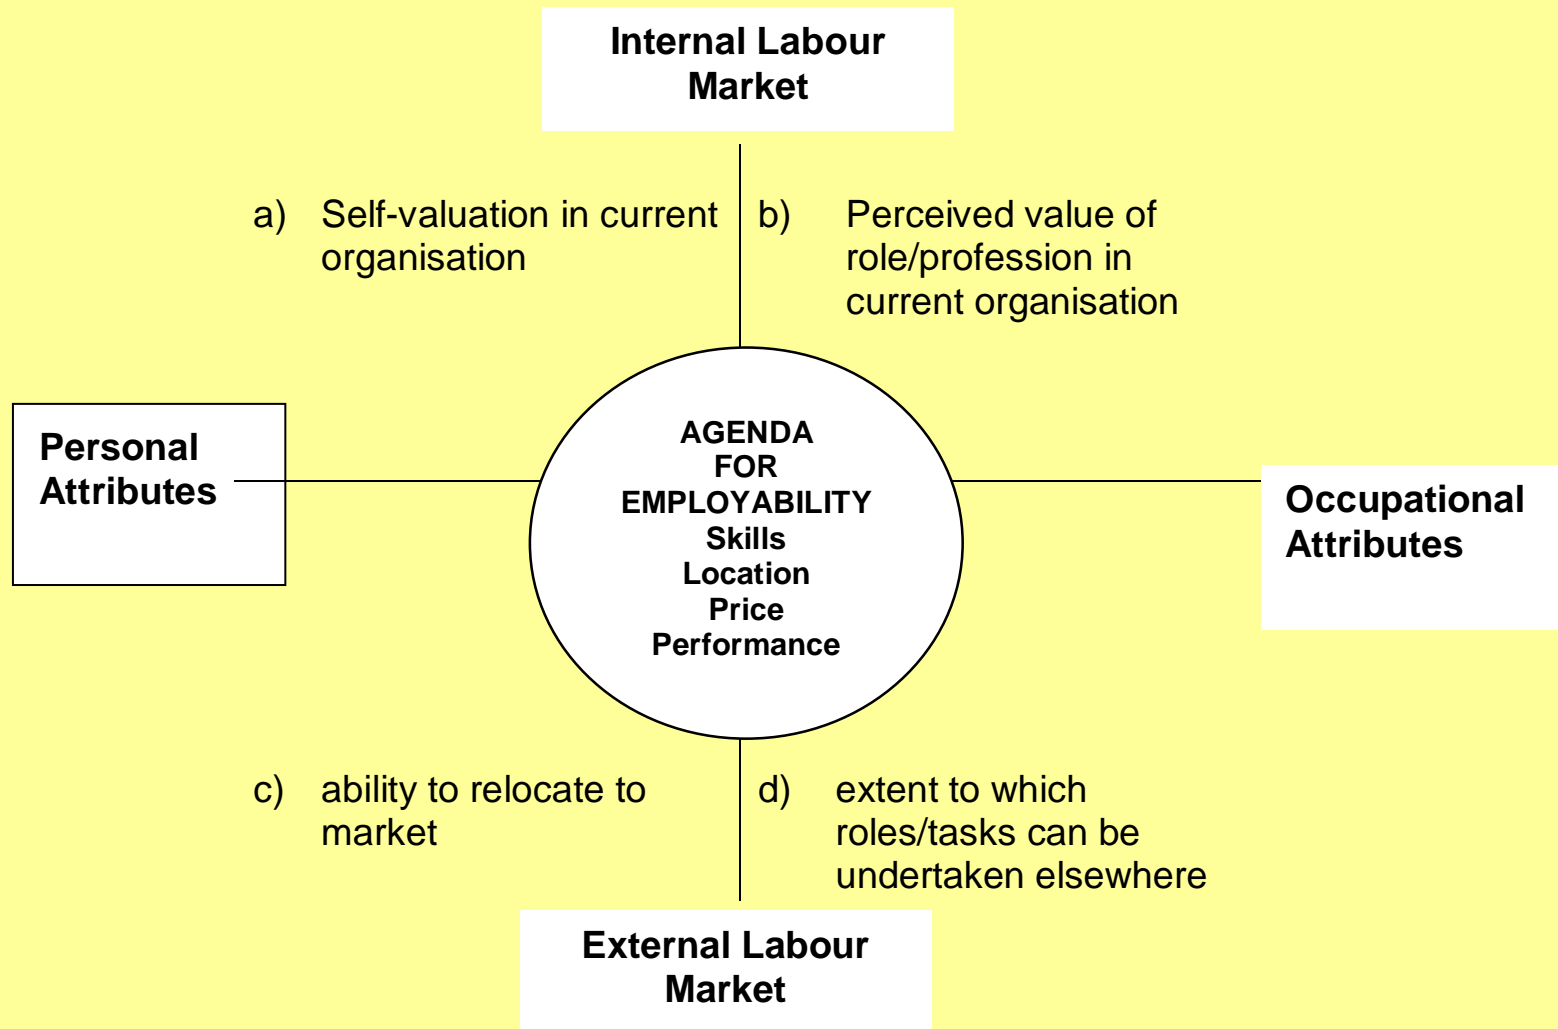 Internal Labour
Market
a) Self-valuation in current
organisation
b) Perceived value of
role/profession in
current organisation
Personal
Attributes
AGENDA
FOR
EMPLOYABILITY
Skills
Location
Price
Performance
Occupational
Attributes
c) ability to relocate to
market
d) extent to which
roles/tasks can be
undertaken elsewhere
External Labour
Market